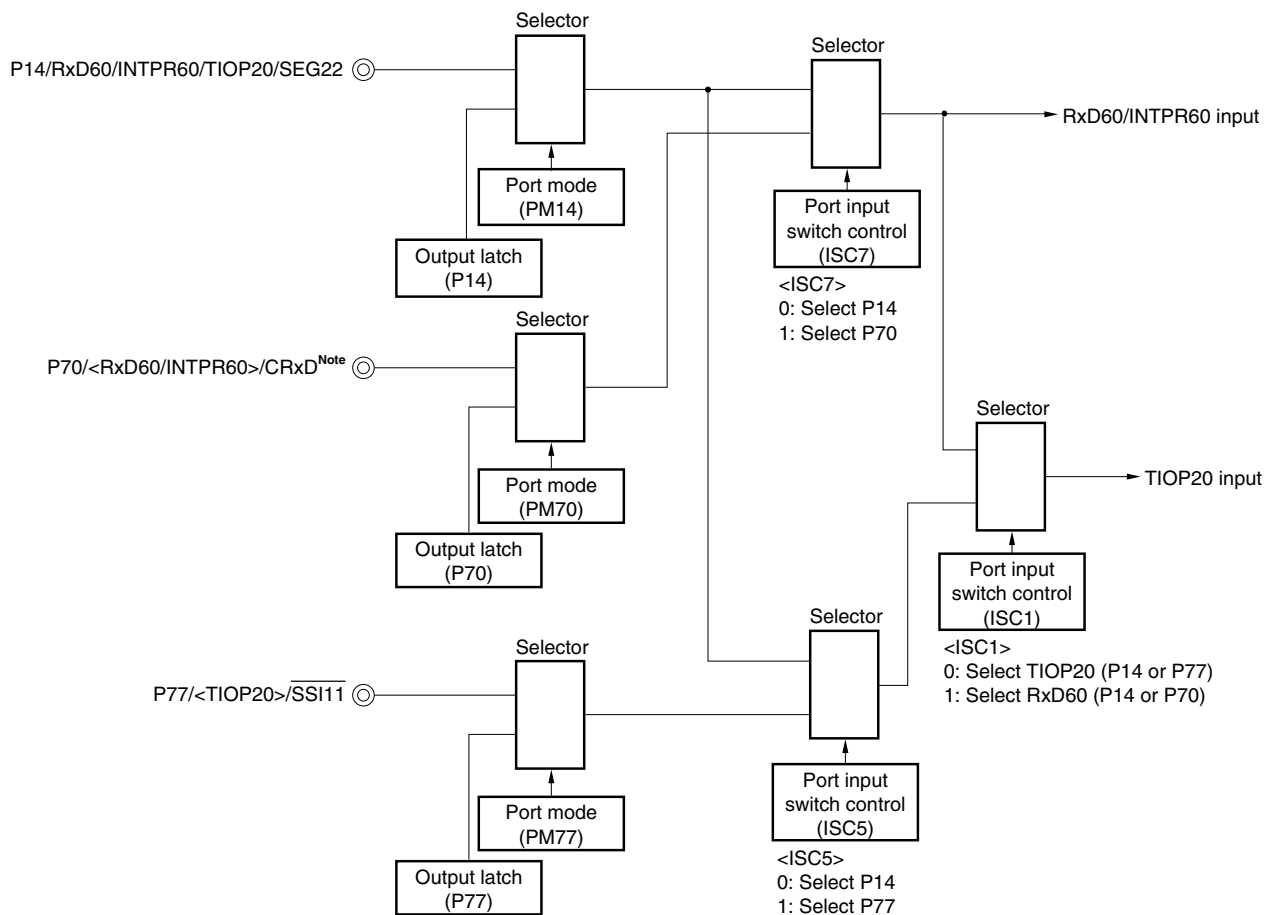 Selector
P14/RxD60/INTPR60/TIOP20/SEG22
Port mode
(PM14)
Output latch
(P14)
Selector
RxD60/INTPR60 input
Port input
switch control
(ISC7)
<ISC7>
0: Select P14
1: Select P70
Selector
P70/<RxD60/INTPR60>/CRxD^Note
Port mode
(PM70)
Output latch
(P70)
Selector
TIOP20 input
Port input
switch control
(ISC1)
<ISC1>
0: Select TIOP20 (P14 or P77)
1: Select RxD60 (P14 or P70)
Selector
P77/<TIOP20>/SSI11
Port mode
(PM77)
Output latch
(P77)
Selector
Port input
switch control
(ISC5)
<ISC5>
0: Select P14
1: Select P77